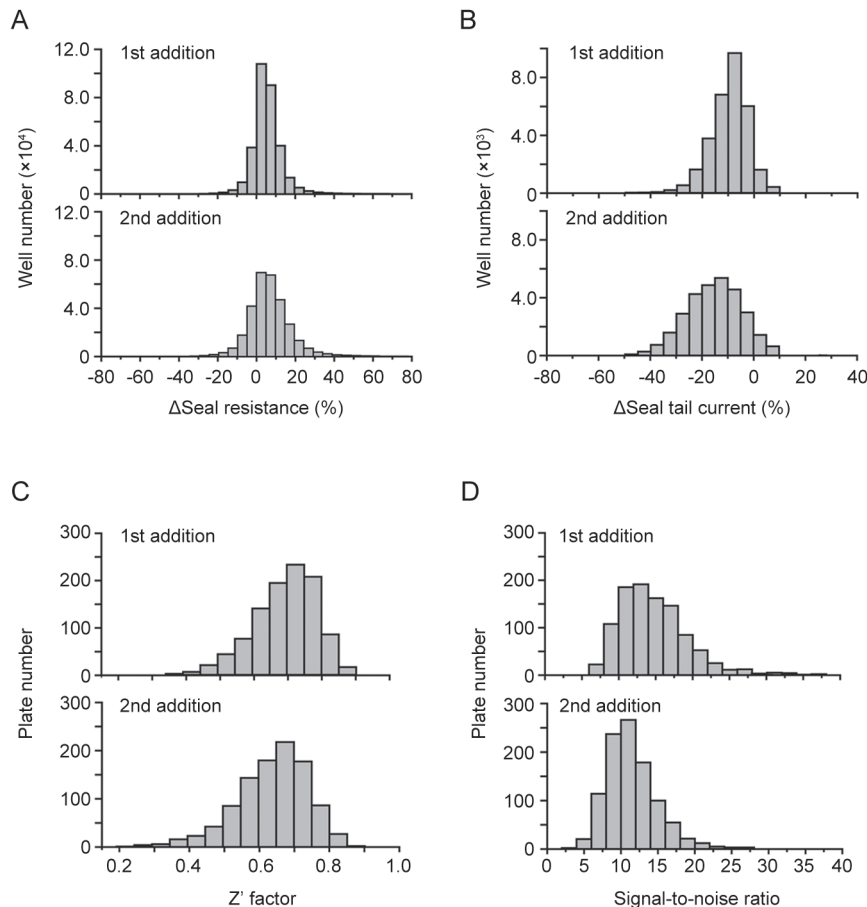 A
1st addition
12.0
8.0
4.0
0
2nd addition
12.0
8.0
4.0
0
Well number (×10⁴)
-80 -60 -40 -20 0 20 40 60 80
ΔSeal resistance (%)
B
1st addition
8.0
4.0
0
2nd addition
8.0
4.0
0
Well number (×10³)
-80 -60 -40 -20 0 20 40
ΔSeal tail current (%)
C
1st addition
300
200
100
0
2nd addition
300
200
100
0
Plate number
0.2 0.4 0.6 0.8 1.0
Z' factor
D
1st addition
300
200
100
0
2nd addition
300
200
100
0
Plate number
0 5 10 15 20 25 30 35 40
Signal-to-noise ratio